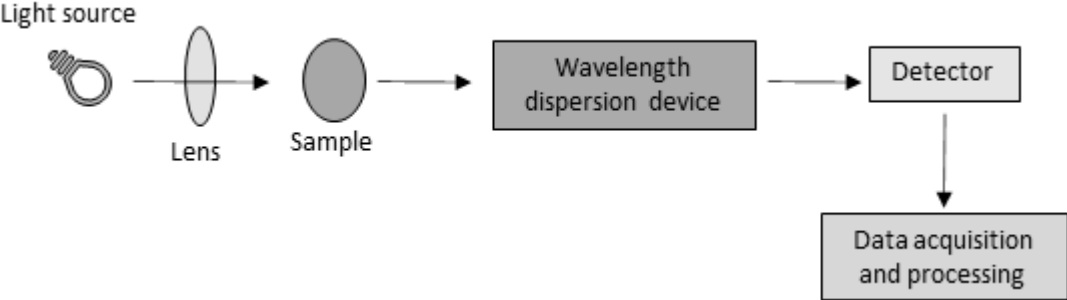 Light source
Lens
Sample
Wavelength
dispersion device
Detector
Data acquisition
and processing